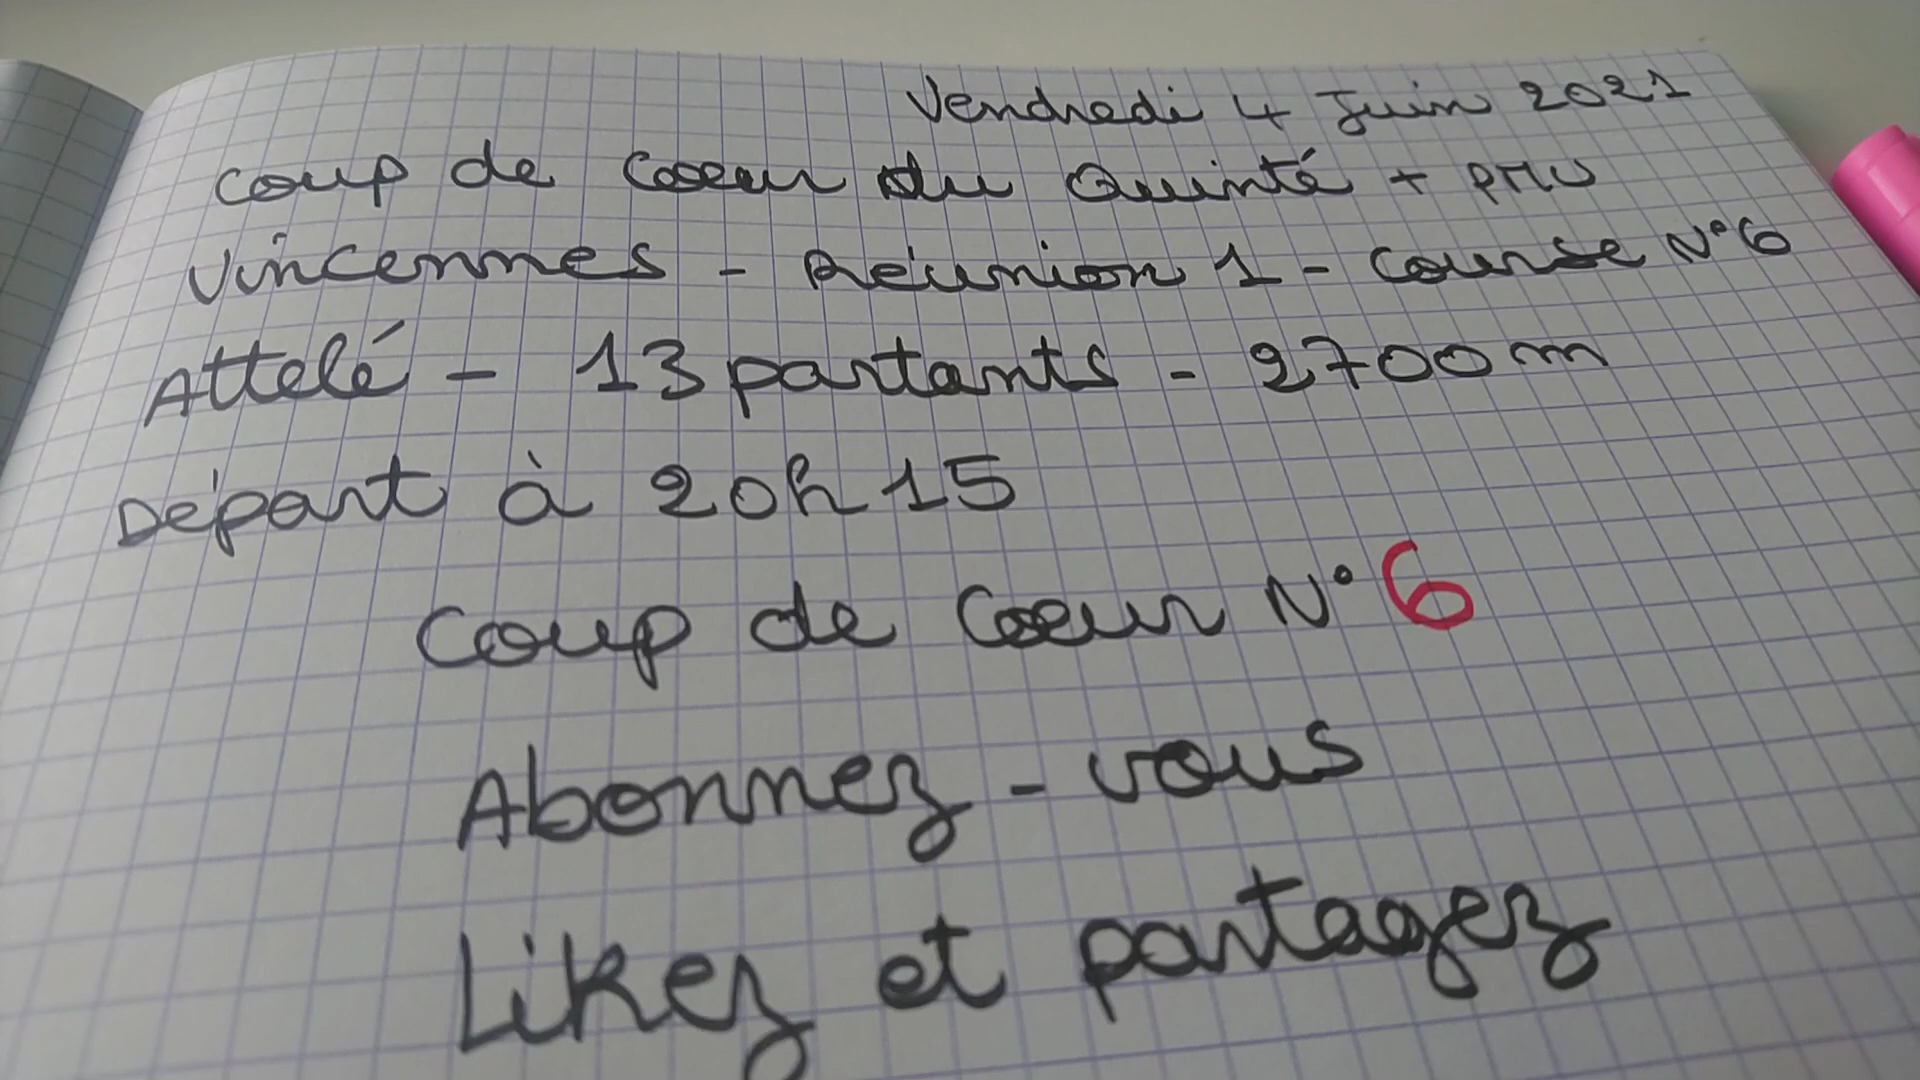 Vendredi 4 Juin 2021
Coup de Coeur du Quinté + PMU
Vincennes - Réunion 1 - Course N°6
Attelé - 13 partants - 2700m
Départ à 20h15
Coup de Coeur N°6
Abonnez-vous
Likez et partagez